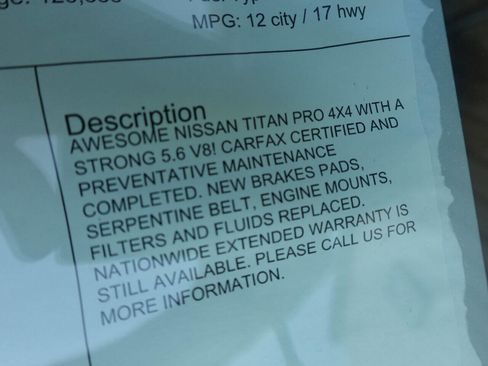 MPG: 12 city / 17 hwy
Description
AWESOME NISSAN TITAN PRO 4X4 WITH A
STRONG 5.6 V8! CARFAX CERTIFIED AND
PREVENTATIVE MAINTENANCE
COMPLETED. NEW BRAKES PADS,
SERPENTINE BELT, ENGINE MOUNTS,
FILTERS AND FLUIDS REPLACED.
NATIONWIDE EXTENDED WARRANTY IS
STILL AVAILABLE. PLEASE CALL US FOR
MORE INFORMATION.